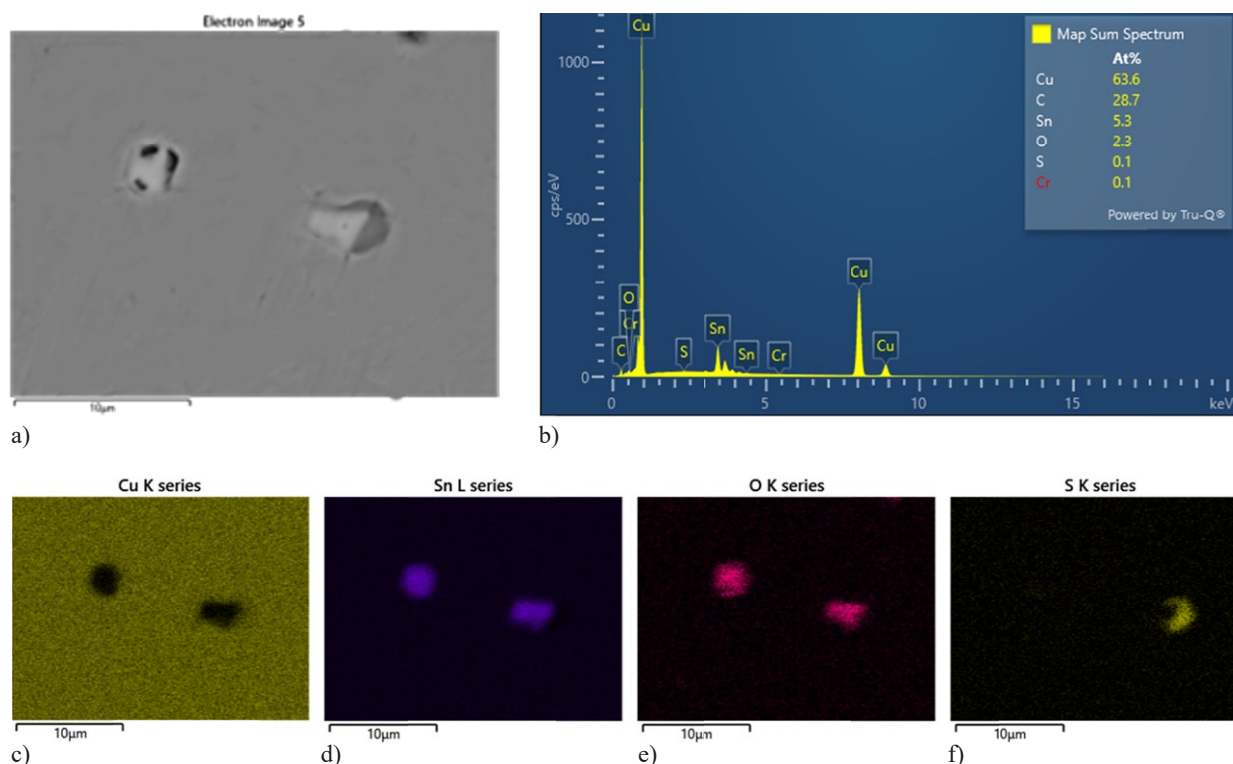 Electron Image 5
10µm
a)
Cu
1000
500
0
cps/eV
O
Cr
C
S
Sn
Sn
Cr
Cu
Cu
0
5
10
15
keV
Map Sum Spectrum
At%
Cu 63.6
C 28.7
Sn 5.3
O 2.3
S 0.1
Cr 0.1
Powered by Tru-Q®
b)
Cu K series
10µm
c)
Sn L series
10µm
d)
O K series
10µm
e)
S K series
10µm
f)